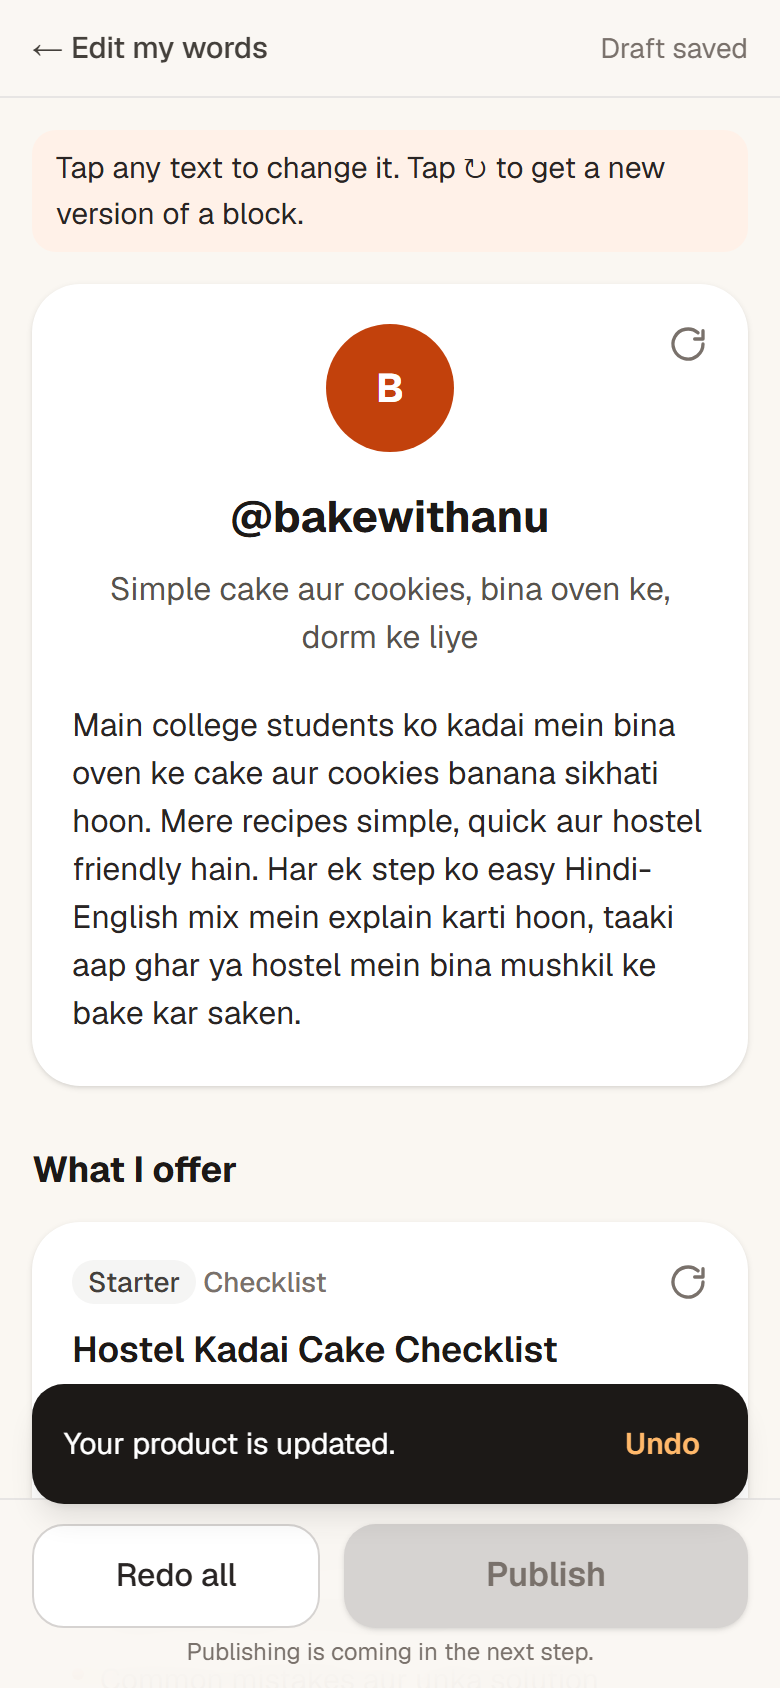 ← Edit my words
Draft saved
Tap any text to change it. Tap ↻ to get a new
version of a block.
B
@bakewithanu
Simple cake aur cookies, bina oven ke,
dorm ke liye
Main college students ko kadai mein bina
oven ke cake aur cookies banana sikhati
hoon. Mere recipes simple, quick aur hostel
friendly hain. Har ek step ko easy Hindi-
English mix mein explain karti hoon, taaki
aap ghar ya hostel mein bina mushkil ke
bake kar saken.
What I offer
Starter Checklist
Hostel Kadai Cake Checklist
Your product is updated.
Undo
Redo all
Publish
Publishing is coming in the next step.
Common mistakes aur unka solution